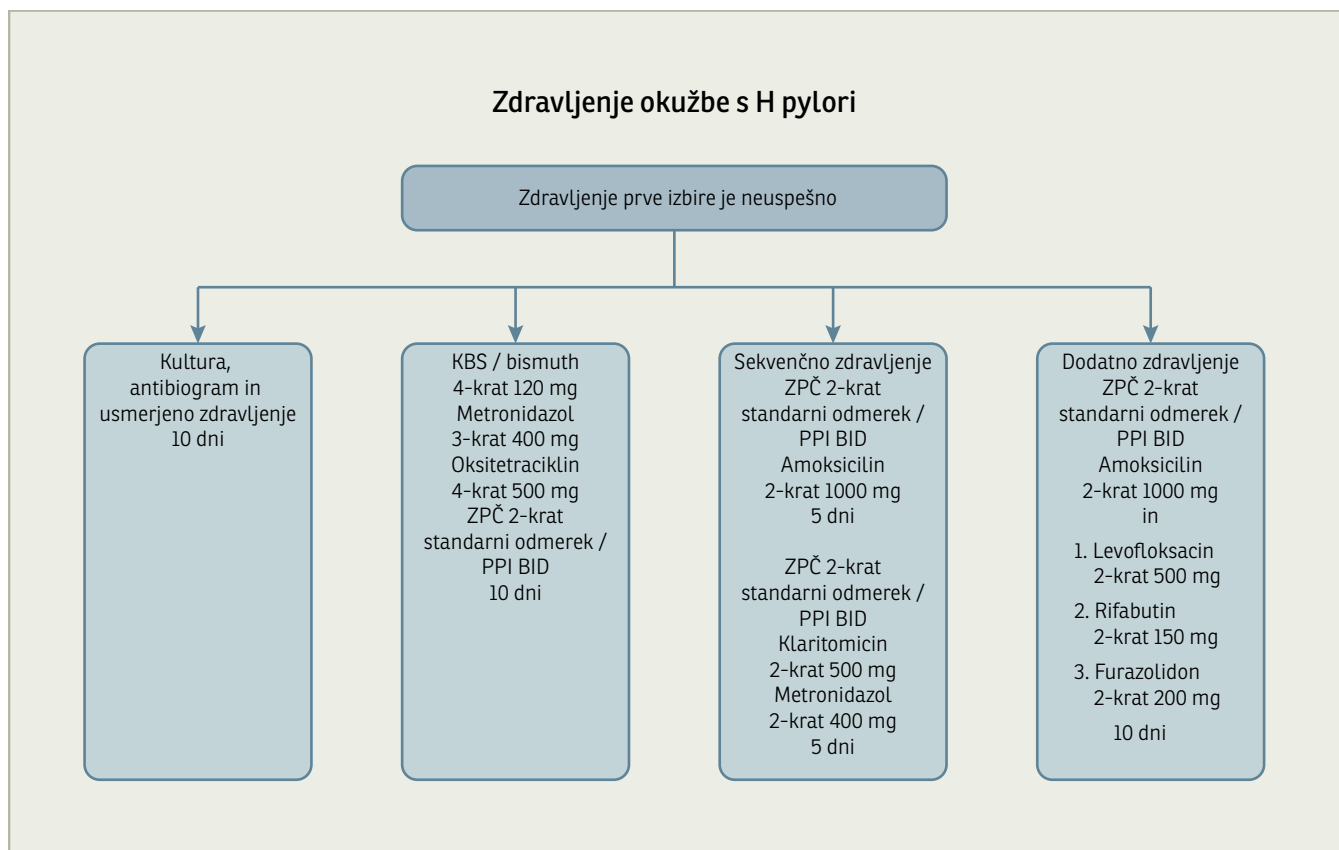 Zdravljenje okužbe s H pylori
Zdravljenje prve izbire je neuspešno
Kultura,
antibiogram in
usmerjeno zdravljenje
10 dni
KBS / bismuth
4-krat 120 mg
Metronidazol
3-krat 400 mg
Oksitetraciklin
4-krat 500 mg
ZPČ 2-krat
standarni odmerek /
PPI BID
10 dni
Sekvenčno zdravljenje
ZPČ 2-krat
standarni odmerek /
PPI BID
Amoksicilin
2-krat 1000 mg
5 dni
ZPČ 2-krat
standarni odmerek /
PPI BID
Klaritomicin
2-krat 500 mg
Metronidazol
2-krat 400 mg
5 dni
Dodatno zdravljenje
ZPČ 2-krat
standarni odmerek /
PPI BID
Amoksicilin
2-krat 1000 mg
in
1. Levofloksacin
2-krat 500 mg
2. Rifabutin
2-krat 150 mg
3. Furazolidon
2-krat 200 mg
10 dni